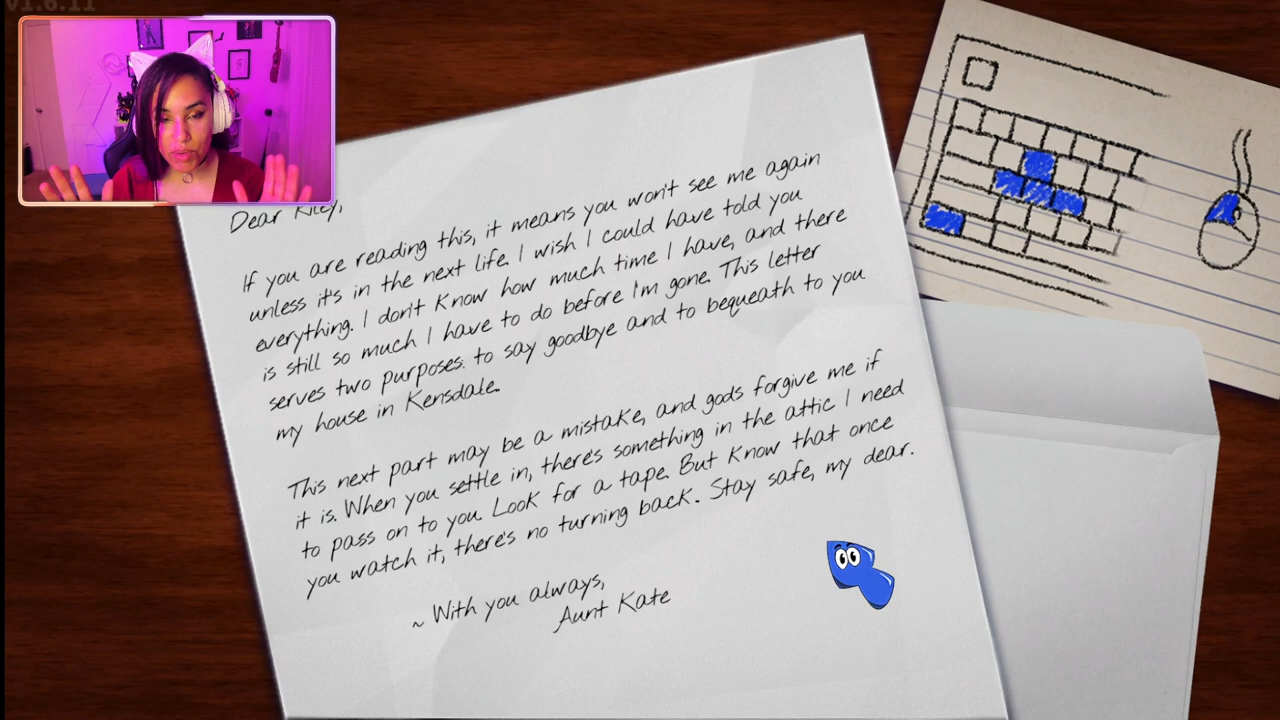 v1.6.11
Dear Riley,
If you are reading this, it means you won't see me again
unless it's in the next life. I wish I could have told you
everything. I don't know how much time I have, and there
is still so much I have to do before I'm gone. This letter
serves two purposes: to say goodbye and to bequeath to you
my house in Kensdale.
This next part may be a mistake, and gods forgive me if
it is. When you settle in, there's something in the attic I need
to pass on to you. Look for a tape. But know that once
you watch it, there's no turning back. Stay safe, my dear.
~ With you always,
Aunt Kate